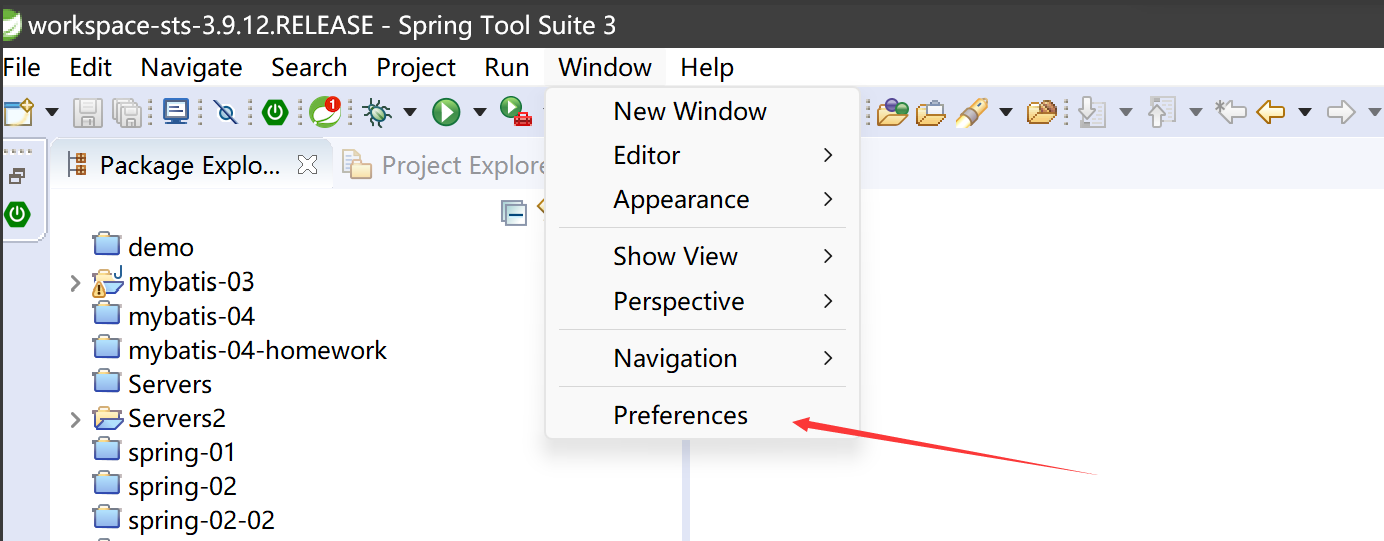 workspace-sts-3.9.12.RELEASE - Spring Tool Suite 3
File Edit Navigate Search Project Run Window Help
1
New Window
Editor
Appearance
Show View
Perspective
Navigation
Preferences
Package Explo... Project Explore
demo
mybatis-03
mybatis-04
mybatis-04-homework
Servers
Servers2
spring-01
spring-02
spring-02-02